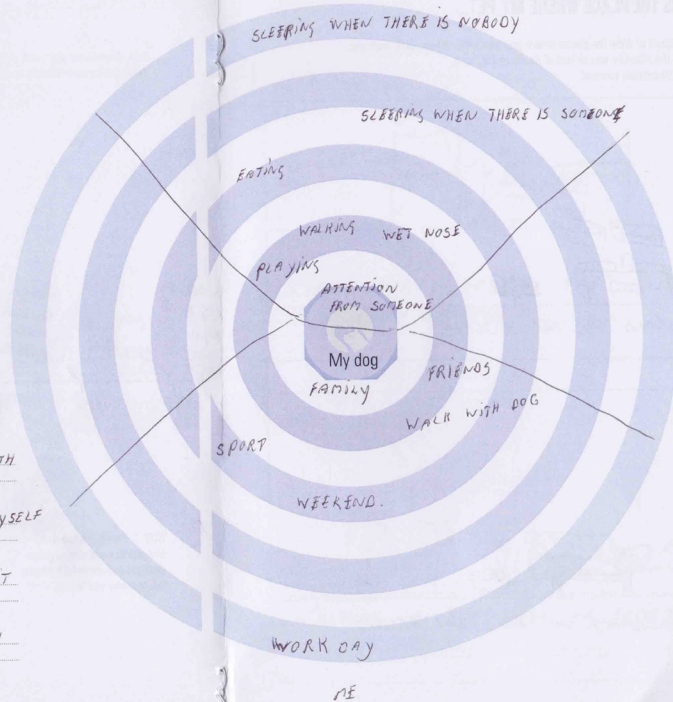 SLEEPING WHEN THERE IS NOBODY
SLEEPING WHEN THERE IS SOMEONE
EATING
WALKING WET NOSE
PLAYING
ATTENTION
FROM SOMEONE
My dog
FRIENDS
FAMILY
WALK WITH DOG
SPORT
YSELF
WEEKEND.
WORK DAY
ME